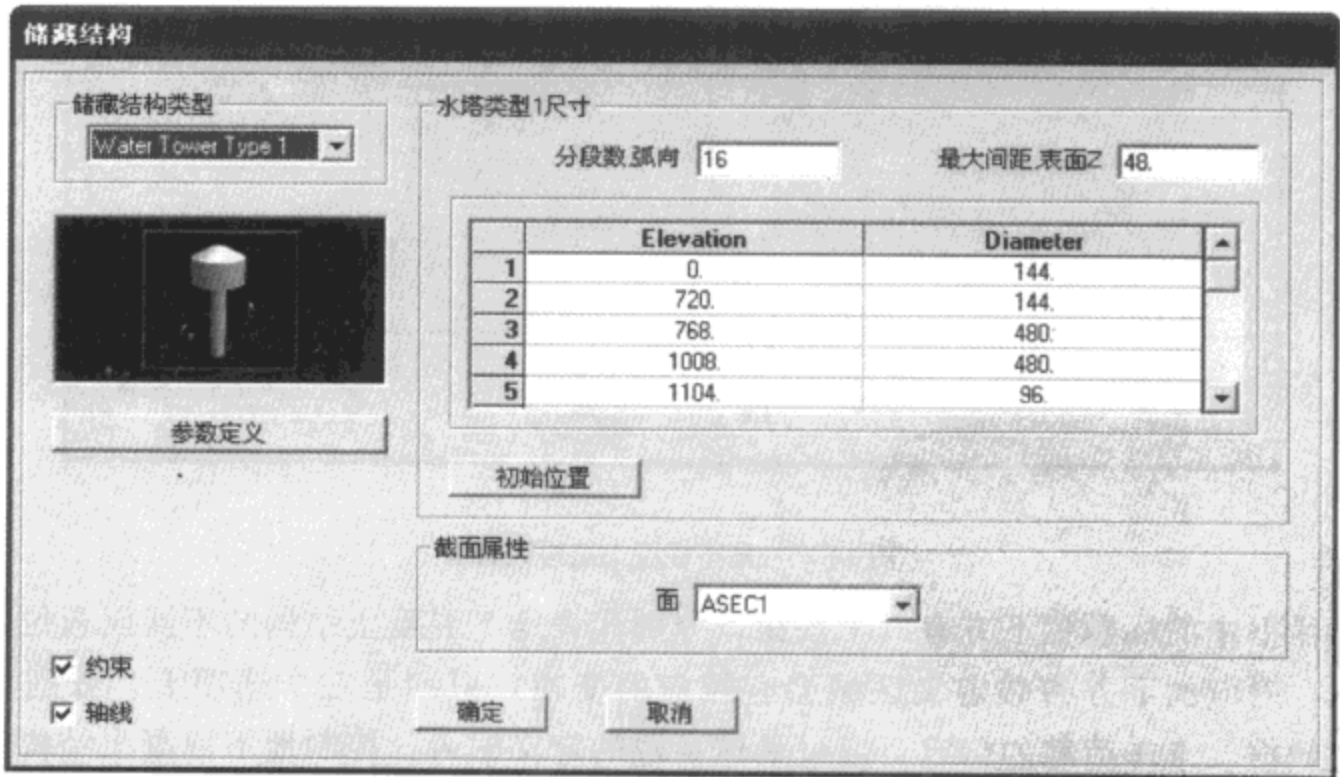 储藏结构
储藏结构类型
Water Tower Type 1
参数定义
约束
轴线
水塔类型1尺寸
分段数,弧向 16
最大间距,表面Z 48.
Elevation Diameter
1 0. 144.
2 720. 144.
3 768. 480.
4 1008. 480.
5 1104. 96.
初始位置
截面属性
面 ASEC1
确定 取消